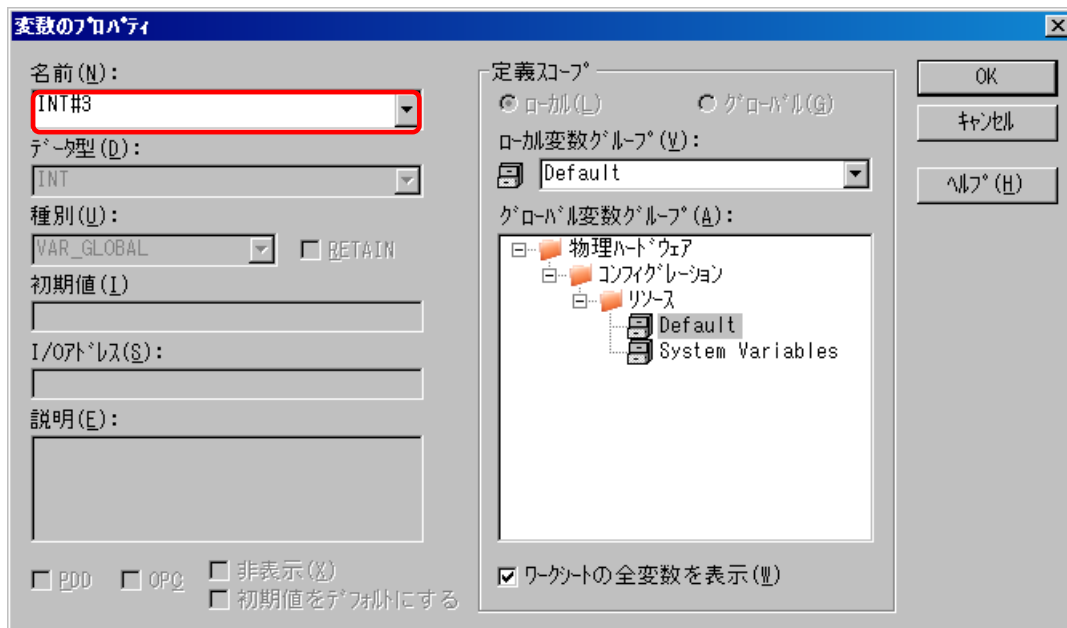 変数のﾌﾟﾛﾊﾟﾃｨ
名前(N):
INT#3
ﾃﾞｰﾀ型(D):
INT
種別(U):
VAR_GLOBAL
RETAIN
初期値(I)
I/Oｱﾄﾞﾚｽ(S):
説明(E):
PDD
OPC
非表示(X)
初期値をﾃﾞﾌｫﾙﾄにする
定義ｽｺｰﾌﾟ
ﾛｰｶﾙ(L)
ｸﾞﾛｰﾊﾞﾙ(G)
ﾛｰｶﾙ変数ｸﾞﾙｰﾌﾟ(V):
Default
ｸﾞﾛｰﾊﾞﾙ変数ｸﾞﾙｰﾌﾟ(A):
物理ﾊｰﾄﾞｳｪｱ
ｺﾝﾌｨｸﾞﾚｰｼｮﾝ
ﾘｿｰｽ
Default
System Variables
ﾜｰｸｼｰﾄの全変数を表示(W)
OK
ｷｬﾝｾﾙ
ﾍﾙﾌﾟ(H)